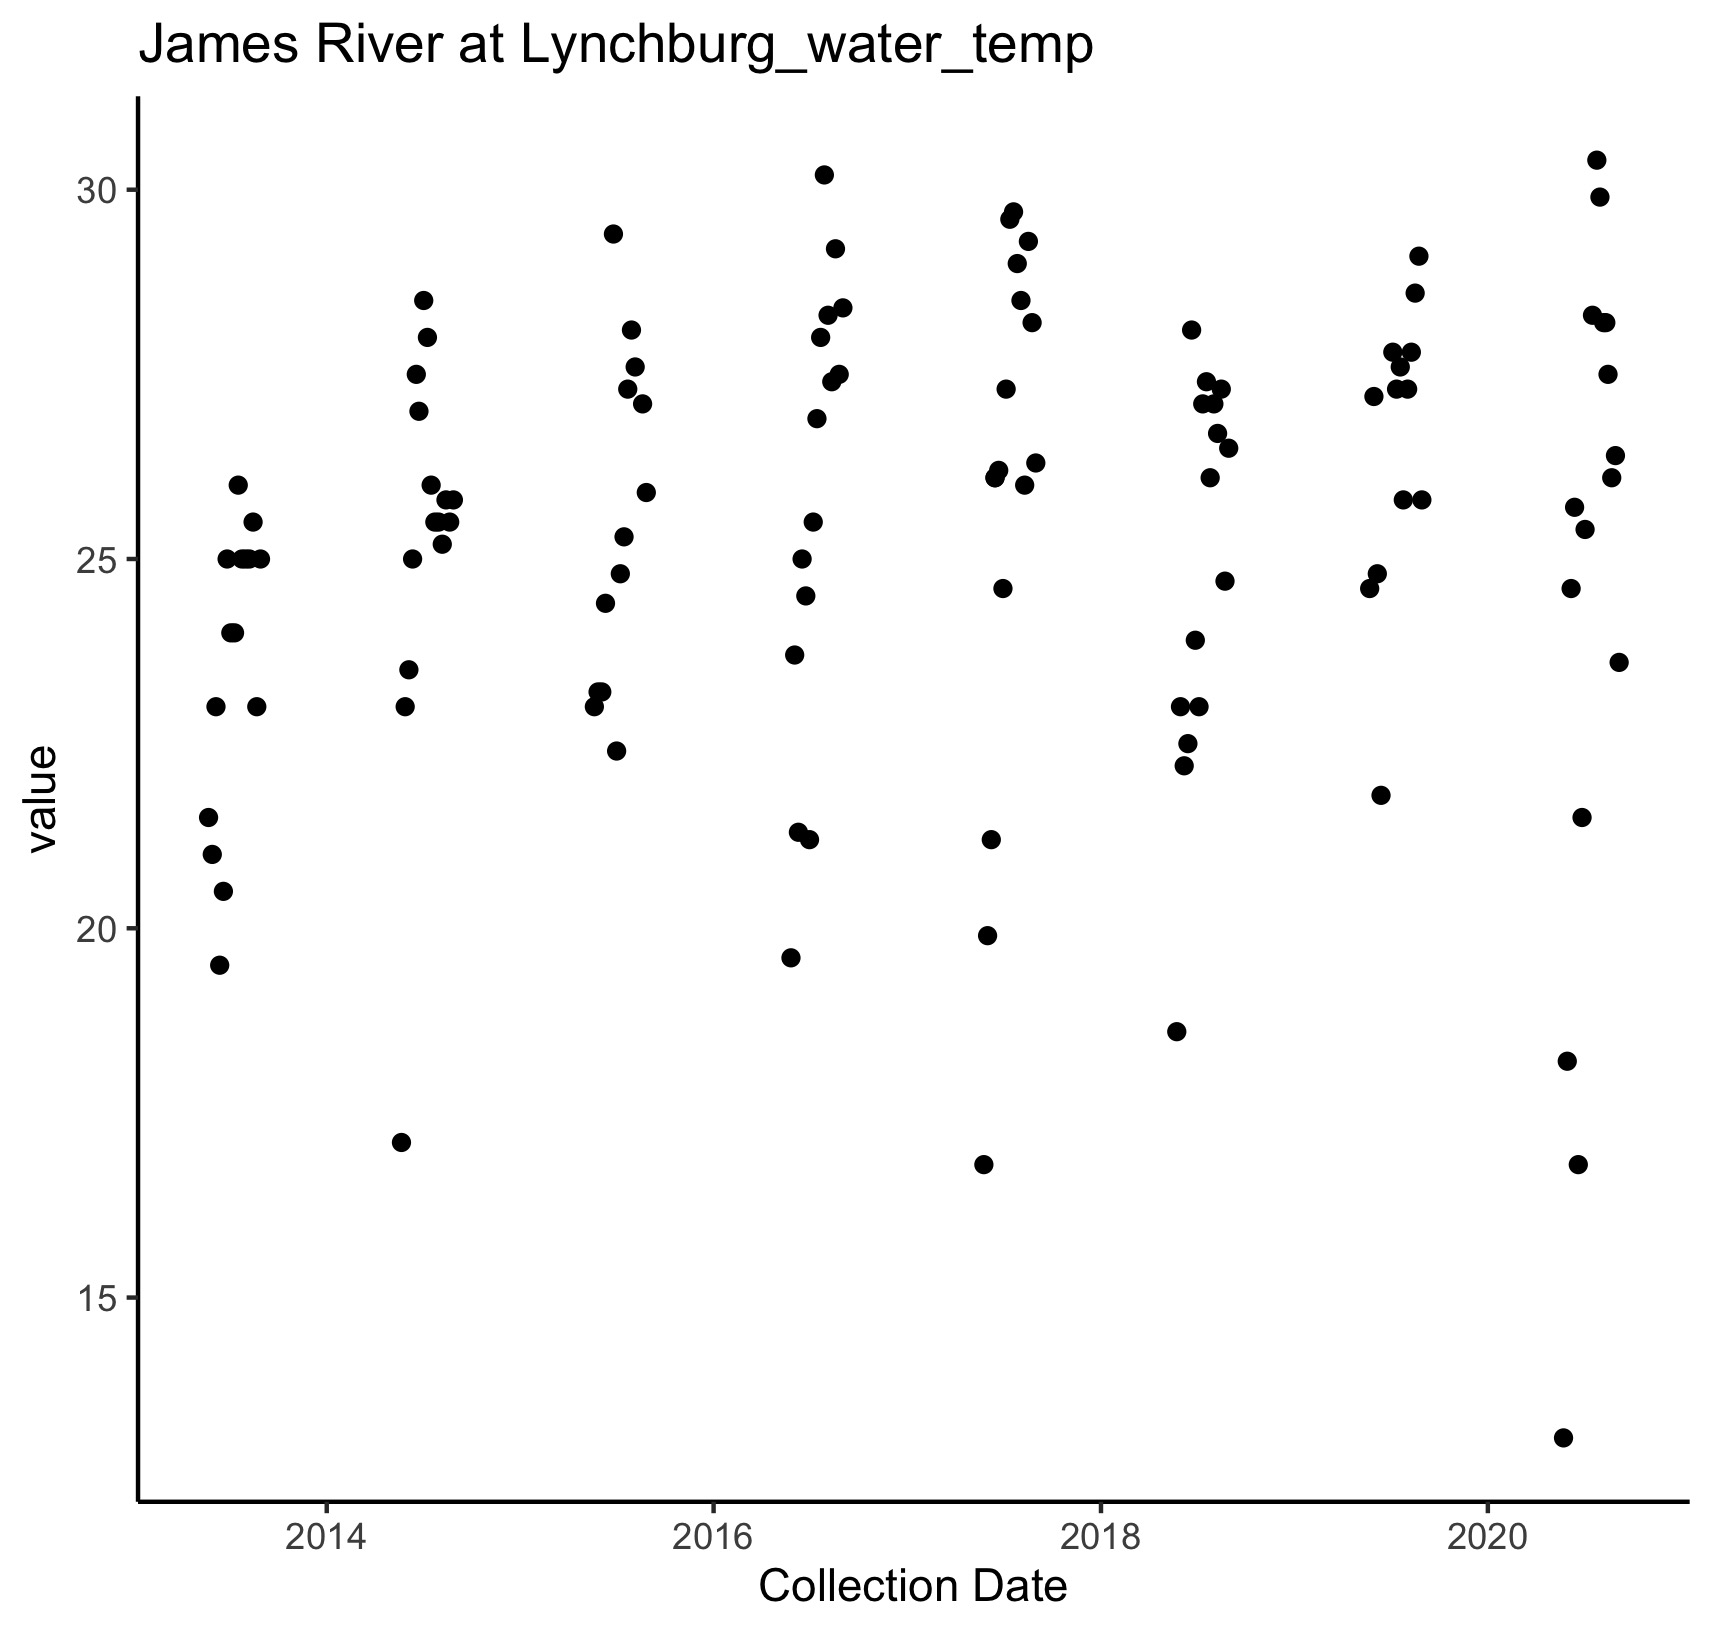 James River at Lynchburg_water_temp
30
25
20
15
value
2014 2016 2018 2020
Collection Date